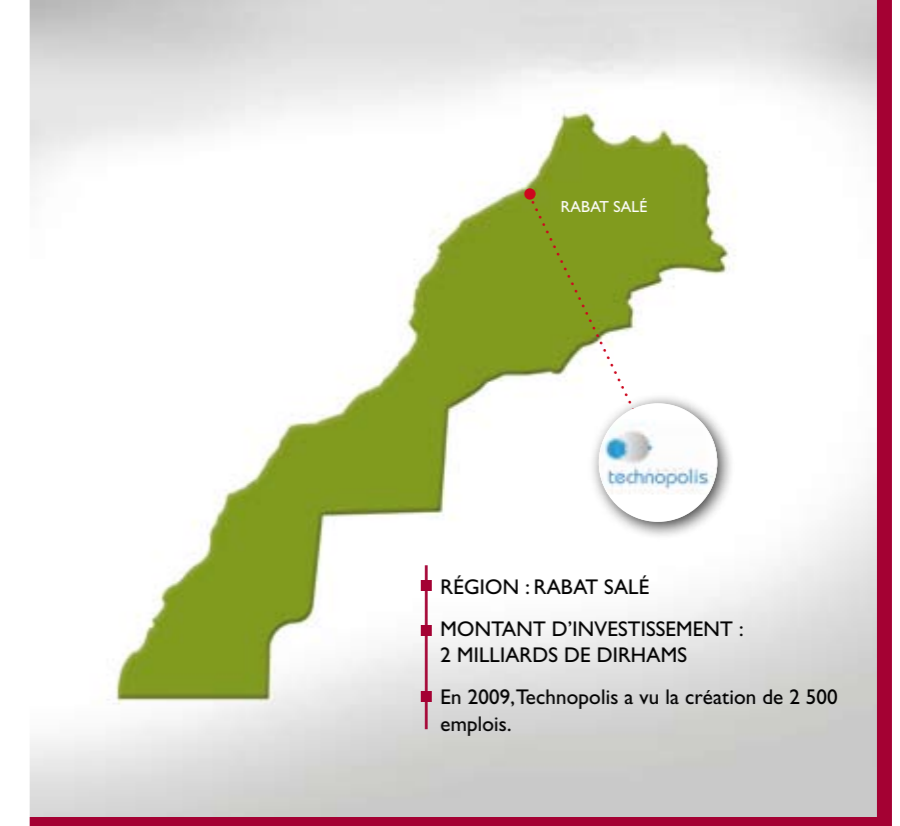 RABAT SALÉ
technopolis
RÉGION : RABAT SALÉ
MONTANT D'INVESTISSEMENT :
2 MILLIARDS DE DIRHAMS
En 2009, Technopolis a vu la création de 2 500
emplois.